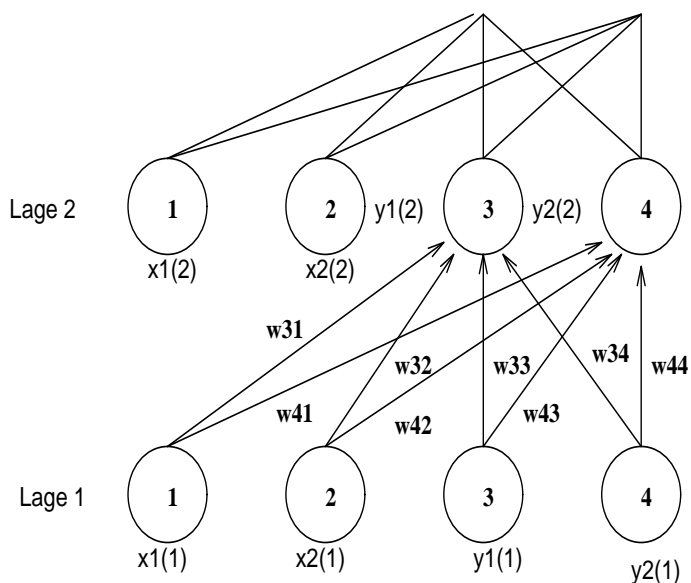 Lage 2
1
2
y1(2)
3
y2(2)
4
x1(2)
x2(2)
w31
w32
w33
w34
w44
w41
w42
w43
Lage 1
1
2
3
4
x1(1)
x2(1)
y1(1)
y2(1)